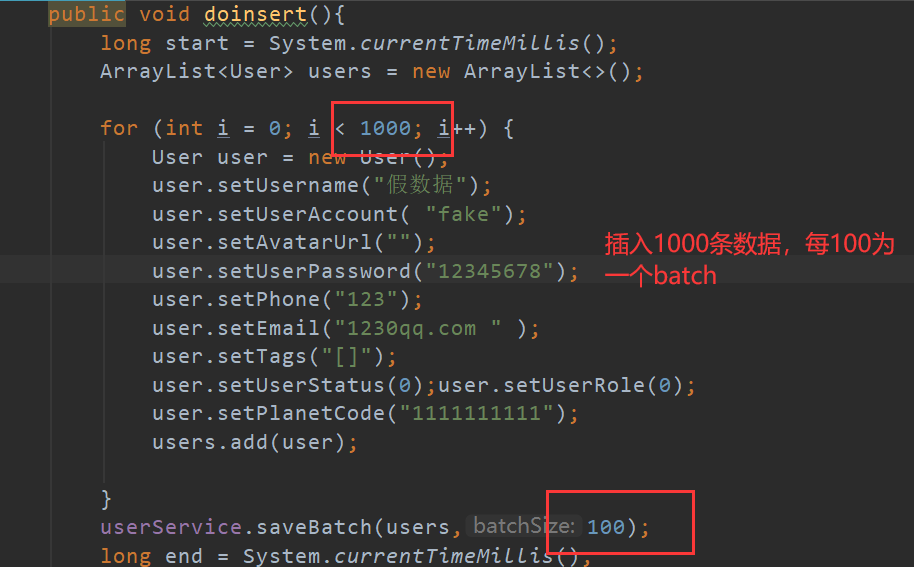 public void doinsert(){
long start = System.currentTimeMillis();
ArrayList<User> users = new ArrayList<>();
for (int i = 0; i < 1000; i++) {
User user = new User();
user.setUsername("假数据");
user.setUserAccount( "fake");
user.setAvatarUrl("");
user.setUserPassword("12345678");
user.setPhone("123");
user.setEmail("1230qq.com " );
user.setTags("[]");
user.setUserStatus(0);user.setUserRole(0);
user.setPlanetCode("1111111111");
users.add(user);
}
userService.saveBatch(users, batchSize: 100);
long end = System.currentTimeMillis();
插入1000条数据，每100为
一个batch